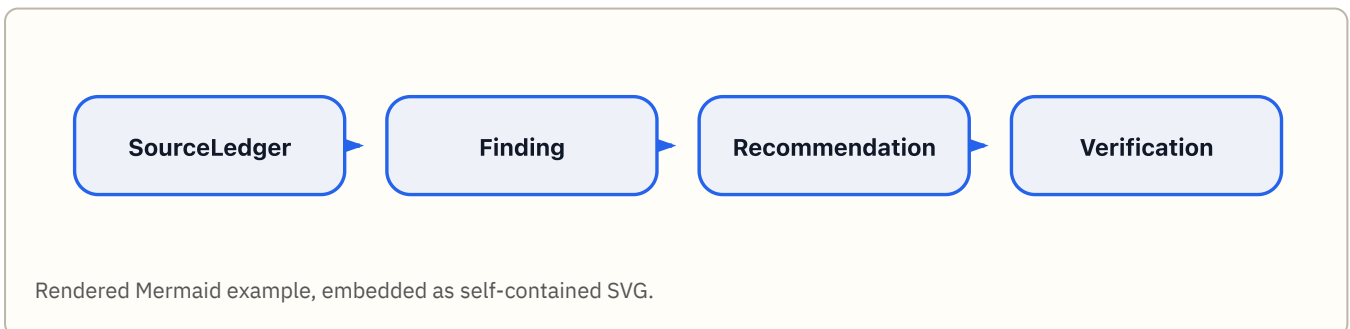 SourceLedger
Finding
Recommendation
Verification
Rendered Mermaid example, embedded as self-contained SVG.